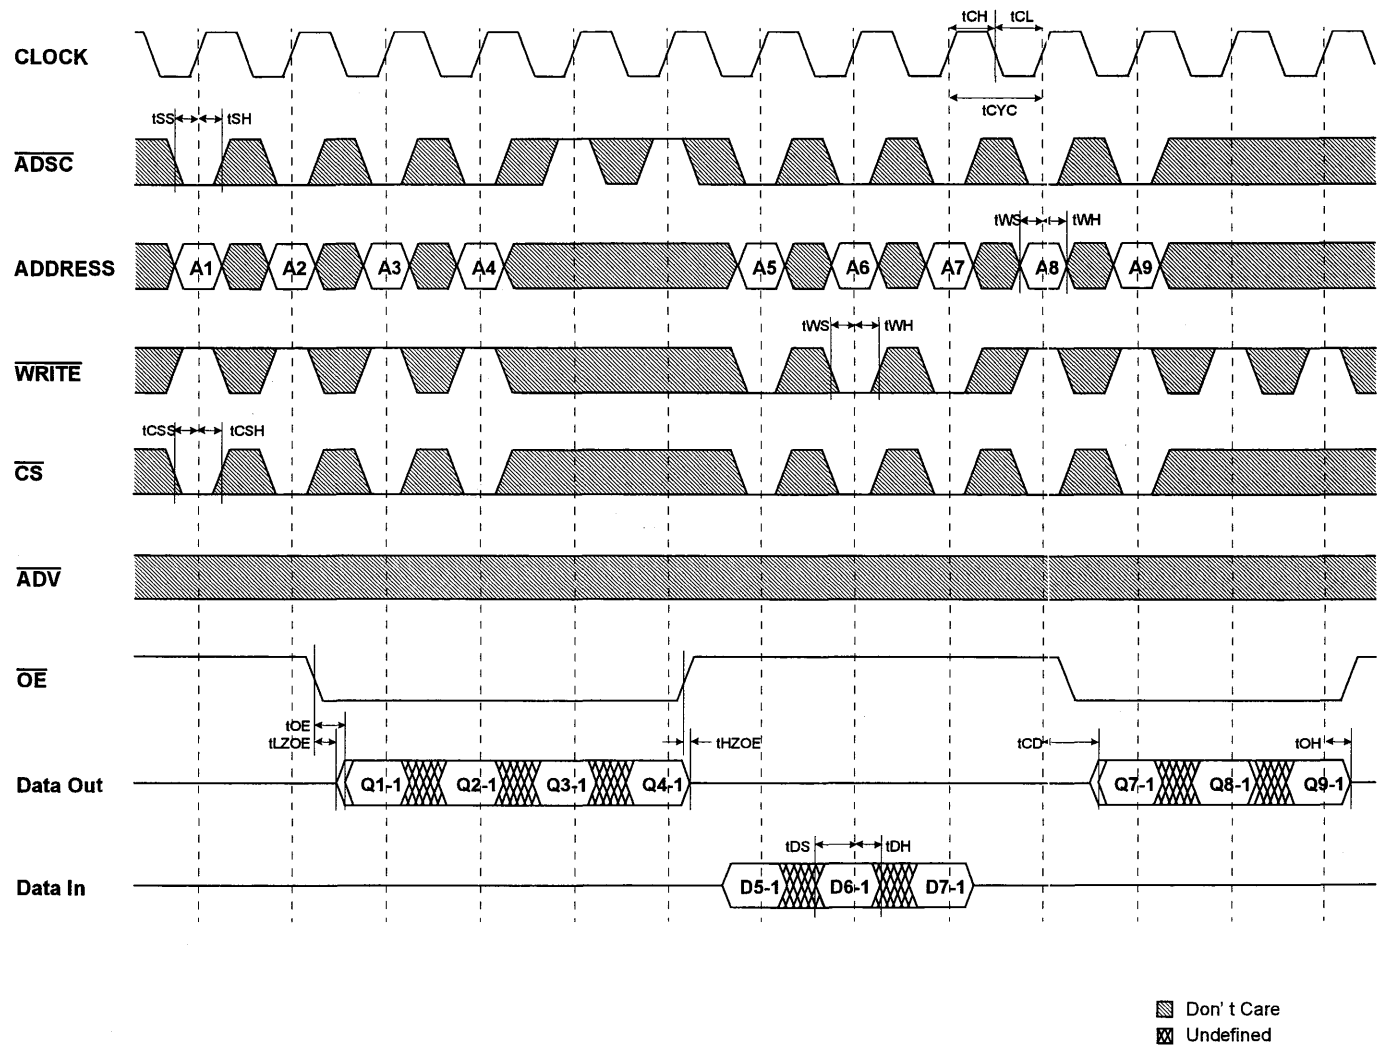 tCH tCL
CLOCK
tCYC
tSS tSH
ADSC
tWS tWH
ADDRESS A1 A2 A3 A4 A5 A6 A7 A8 A9
tWS tWH
WRITE
tCSS tCSH
CS
ADV
OE
tOE
tLZOE tHZOE tCD tOH
Data Out Q1-1 Q2-1 Q3-1 Q4-1 Q7-1 Q8-1 Q9-1
tDS tDH
Data In D5-1 D6-1 D7-1
Don' t Care
Undefined